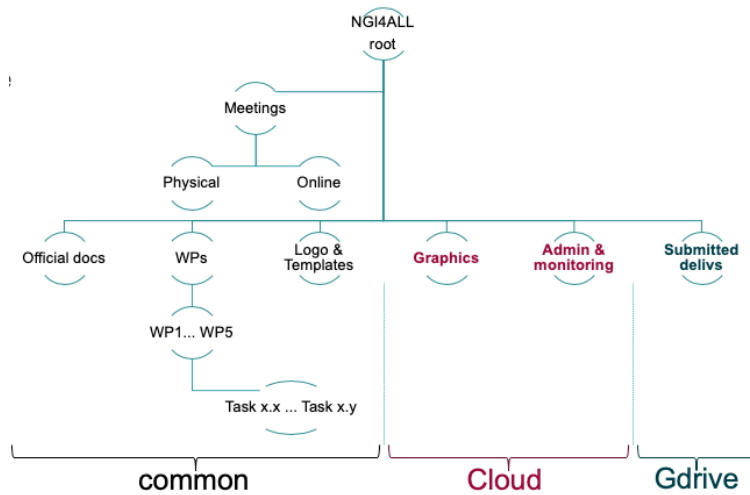 NGI4ALL
root
Meetings
Physical
Online
Official docs
WPs
Logo &
Templates
Graphics
Admin &
monitoring
Submitted
delivs
WP1... WP5
Task x.x ... Task x.y
common
Cloud
Gdrive